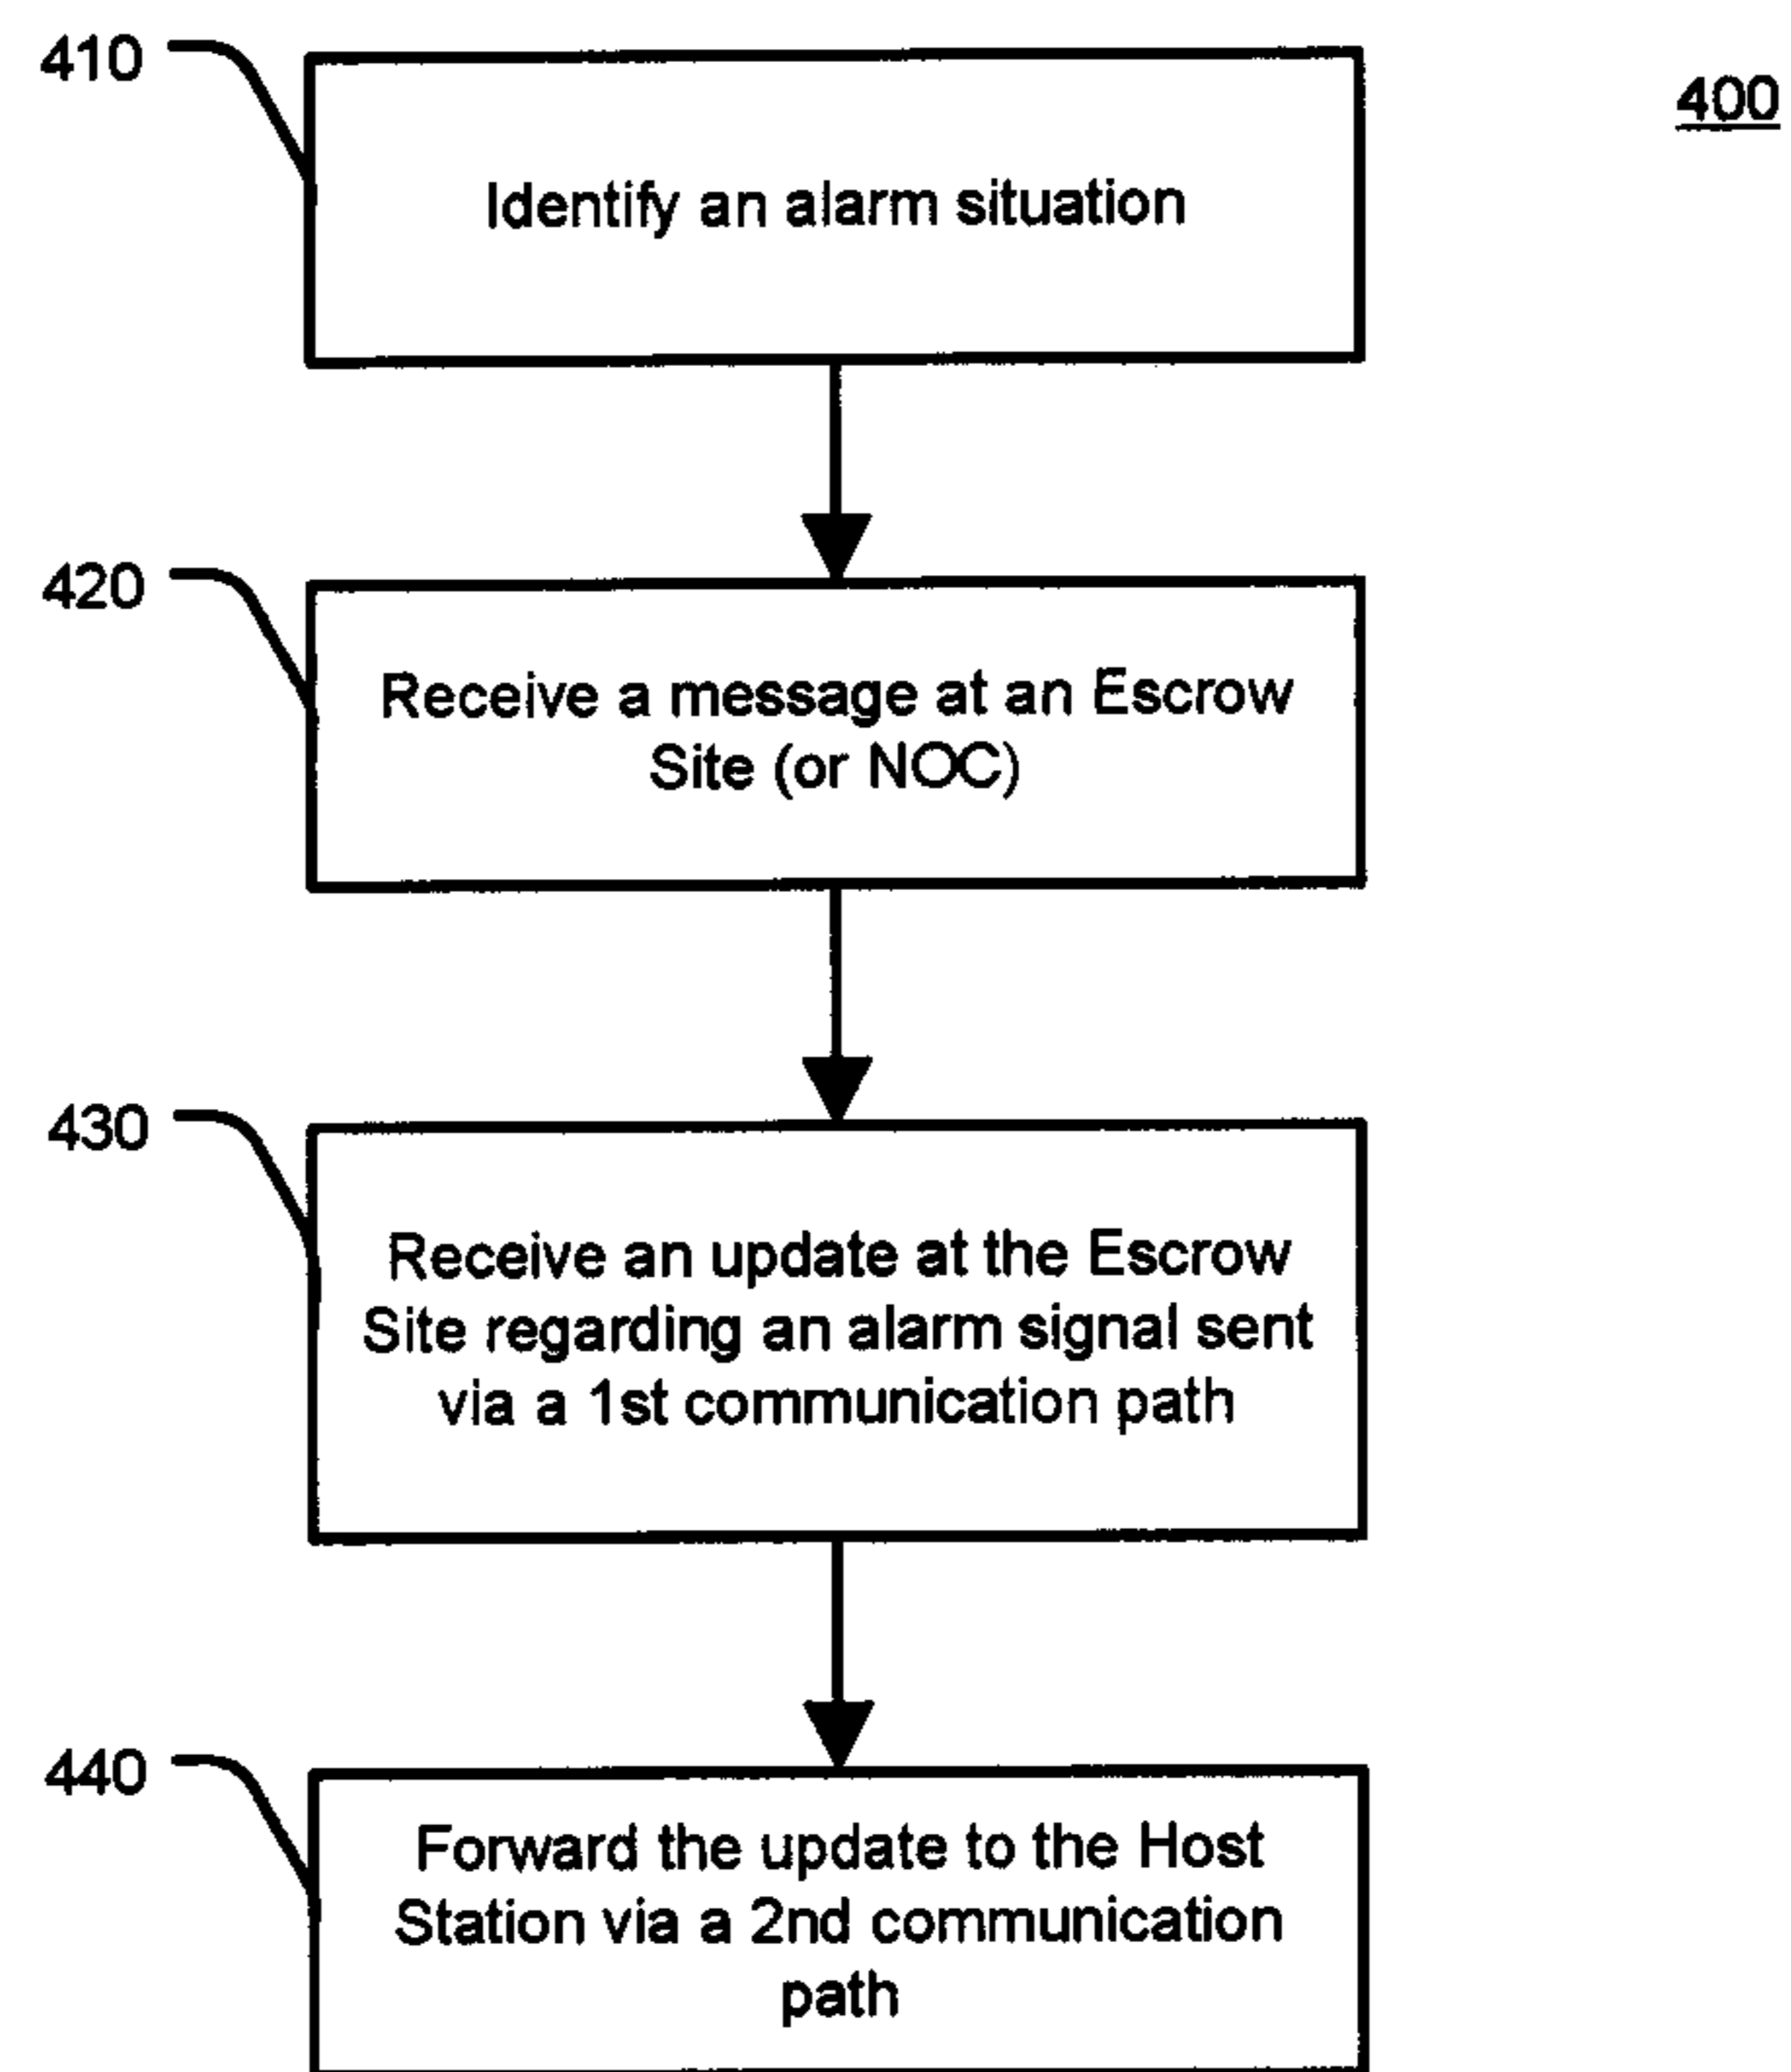 410
400
Identify an alarm situation
420
Receive a message at an Escrow
Site (or NOC)
430
Receive an update at the Escrow
Site regarding an alarm signal sent
via a 1st communication path
440
Forward the update to the Host
Station via a 2nd communication
path